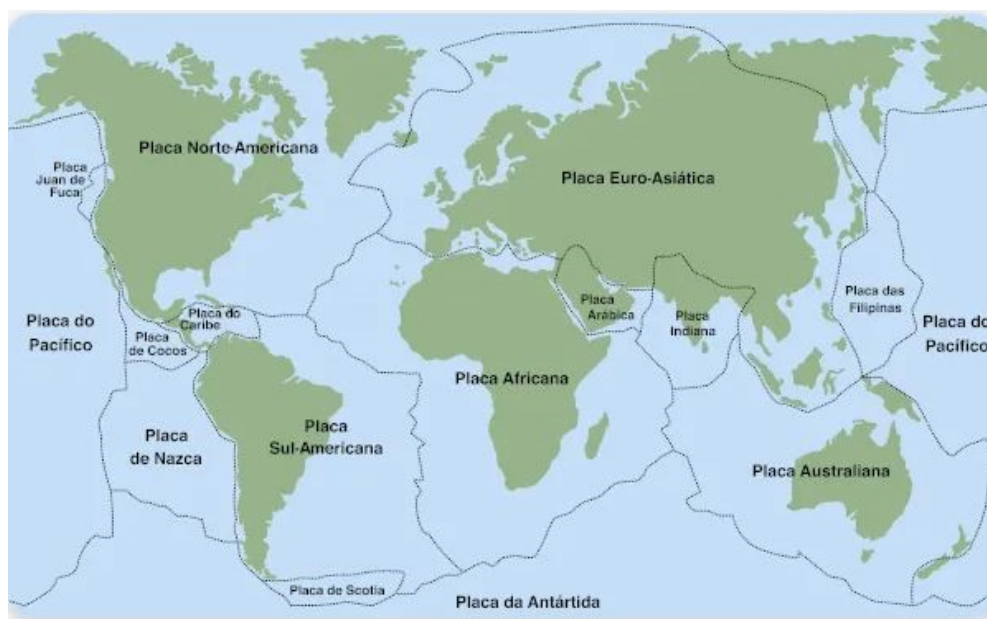 Placa Norte-Americana
Placa
Juan de
Fuca
Placa Euro-Asiática
Placa do
Pacífico
Placa do
Caribe
Placa
de Cocos
Placa
Arábica
Placa
Indiana
Placa das
Filipinas
Placa do
Pacífico
Placa Africana
Placa
de Nazca
Placa
Sul-Americana
Placa Australiana
Placa de Scotia
Placa da Antártida